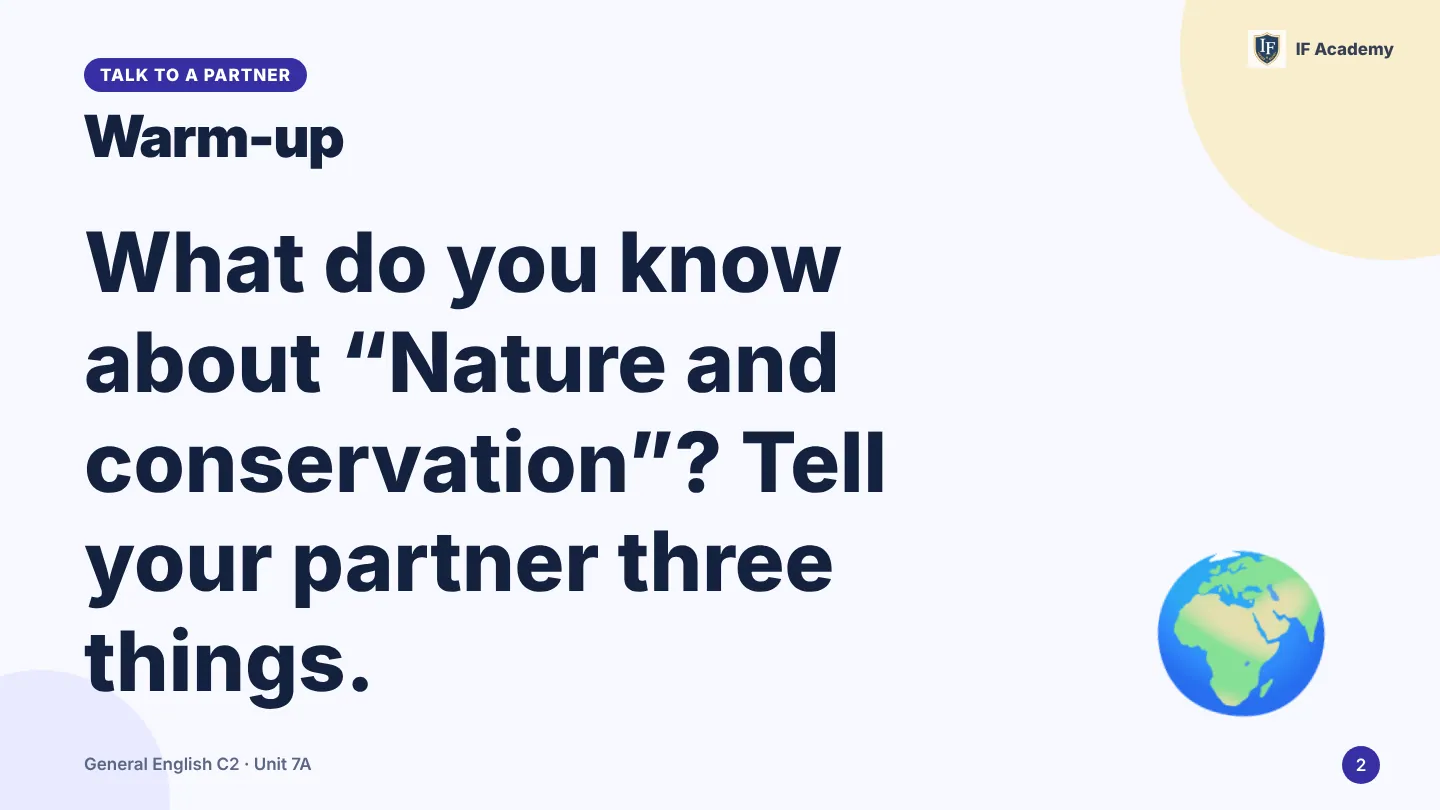 IF
IF Academy
TALK TO A PARTNER
Warm-up
What do you know
about “Nature and
conservation”? Tell
your partner three
things.
General English C2 · Unit 7A
2